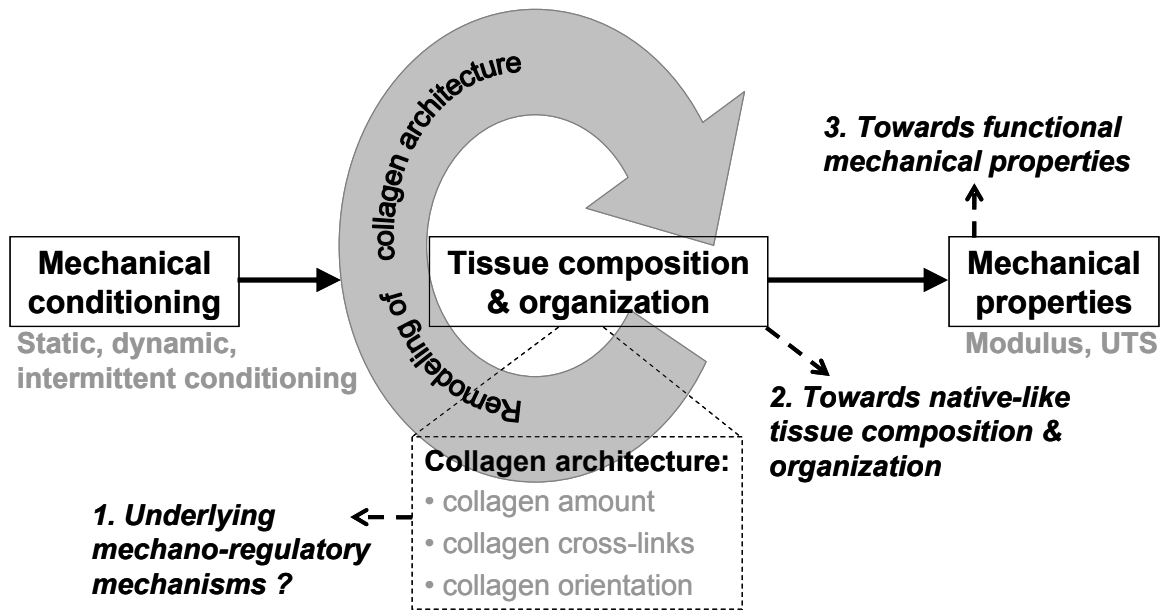 Remodeling of collagen architecture
3. Towards functional
mechanical properties
Mechanical
conditioning
Static, dynamic,
intermittent conditioning
Tissue composition
& organization
Mechanical
properties
Modulus, UTS
2. Towards native-like
tissue composition &
organization
Collagen architecture:
• collagen amount
• collagen cross-links
• collagen orientation
1. Underlying
mechano-regulatory
mechanisms ?